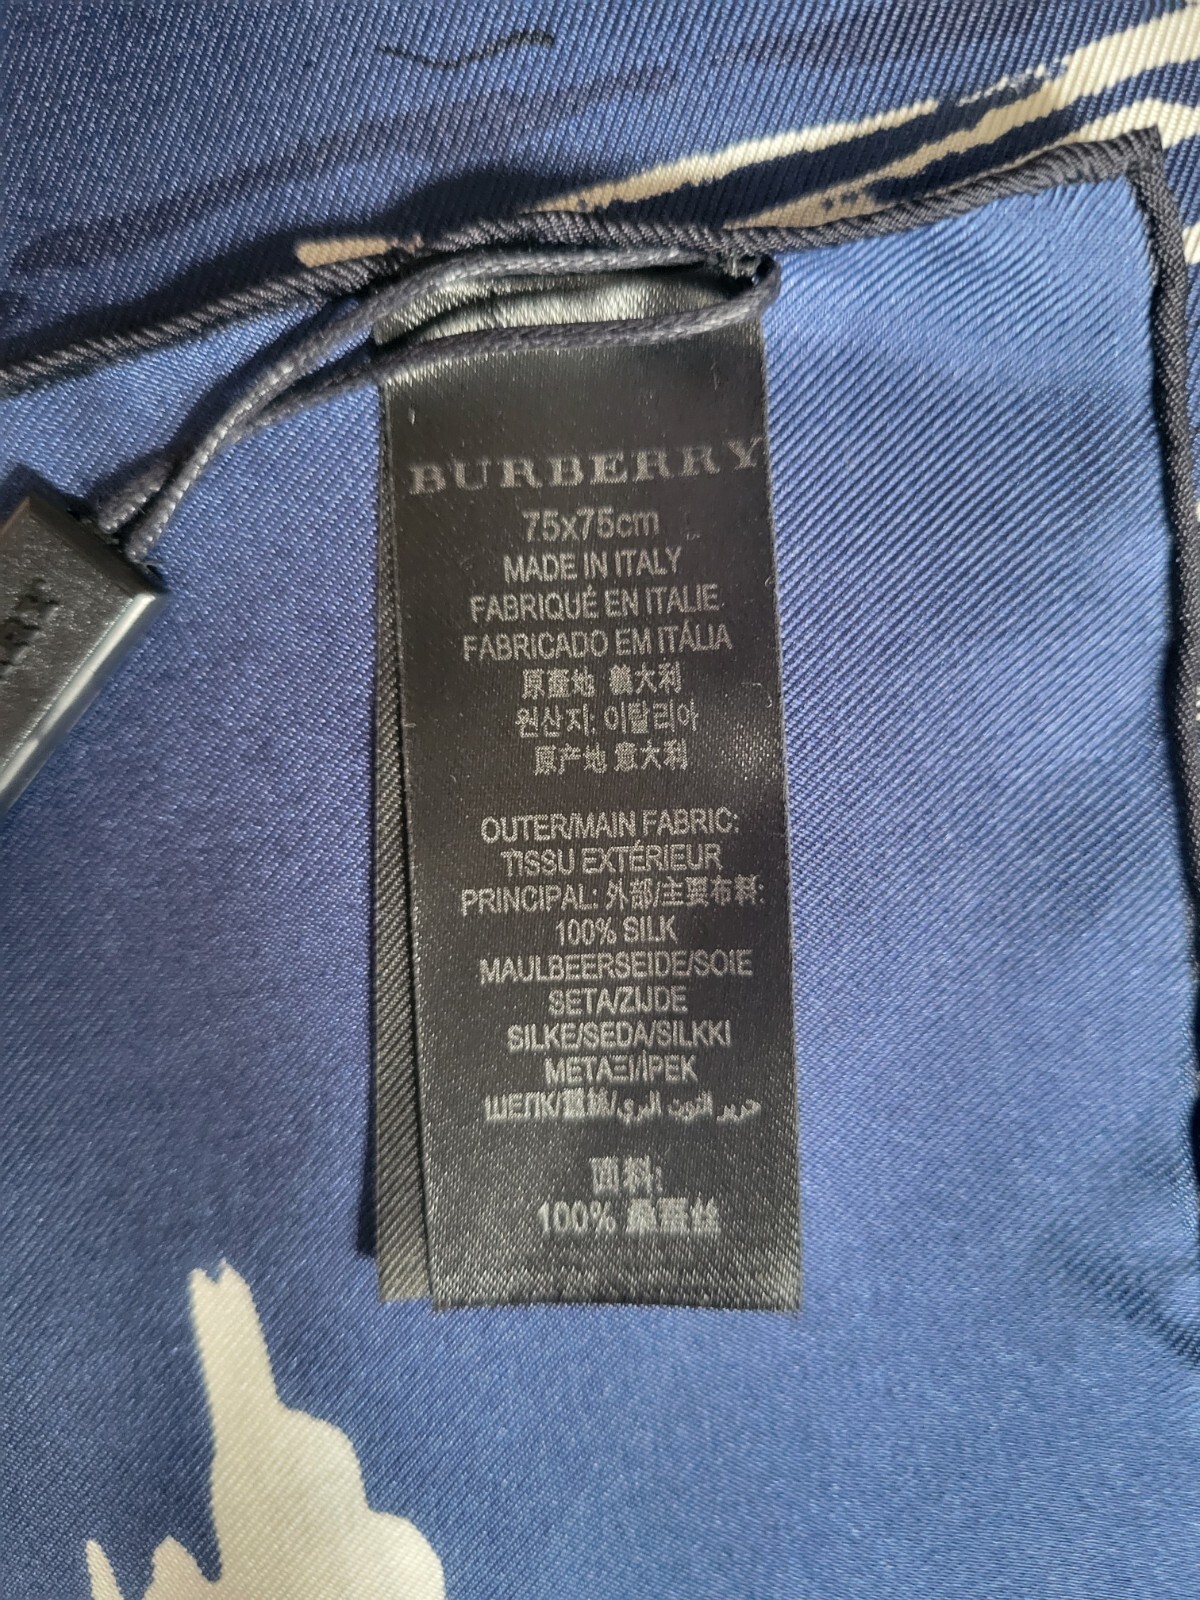 BURBERRY
75x75cm
MADE IN ITALY
FABRIQUÉ EN ITALIE
FABRICADO EM ITÁLIA
原產地 義大利
원산지: 이탈리아
原产地 意大利
OUTER/MAIN FABRIC:
TISSU EXTÉRIEUR
PRINCIPAL: 外部/主要布料:
100% SILK
MAULBEERSEIDE/SOIE
SETA/ZIJDE
SILKE/SEDA/SILKKI
ΜΕΤΑΞΙ/İPEK
ШЕЛК/蠶絲/حرير التوت البري
面料:
100% 桑蚕丝